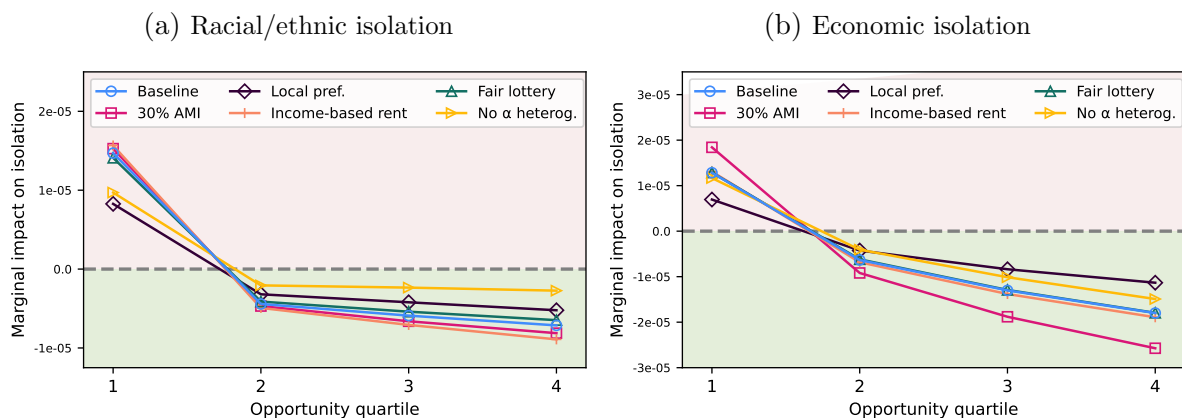 (a) Racial/ethnic isolation
Marginal impact on isolation
2e-05
1e-05
0.0
-1e-05
Baseline
30% AMI
Local pref.
Income-based rent
Fair lottery
No α heterog.
1 2 3 4
Opportunity quartile
(b) Economic isolation
Marginal impact on isolation
3e-05
2e-05
1e-05
0.0
-1e-05
-2e-05
-3e-05
Baseline
30% AMI
Local pref.
Income-based rent
Fair lottery
No α heterog.
1 2 3 4
Opportunity quartile